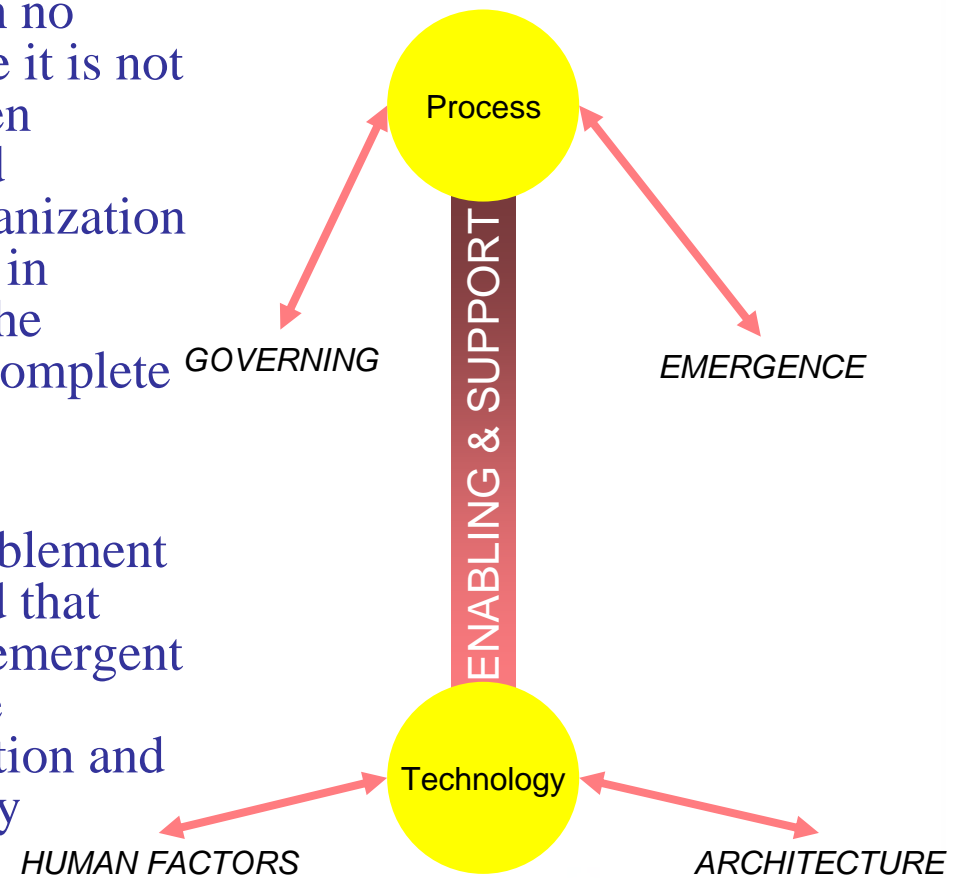 no
e it is not
en
anization
in
he
omplete
ablement
d that
emergent
e
tion and
y
Process
ENABLING & SUPPORT
GOVERNING
EMERGENCE
Technology
HUMAN FACTORS
ARCHITECTURE